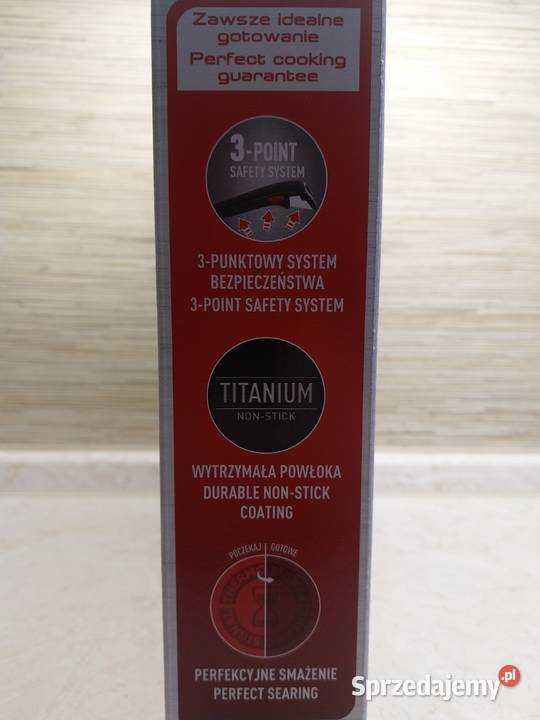 Zawsze idealne
gotowanie
Perfect cooking
guarantee
3-POINT
SAFETY SYSTEM
3-PUNKTOWY SYSTEM
BEZPIECZEŃSTWA
3-POINT SAFETY SYSTEM
TITANIUM
NON-STICK
WYTRZYMAŁA POWŁOKA
DURABLE NON-STICK
COATING
POCZEKAJ | GOTOWE
PERFEKCYJNE SMAŻENIE
PERFECT SEARING
Sprzedajemy.pl